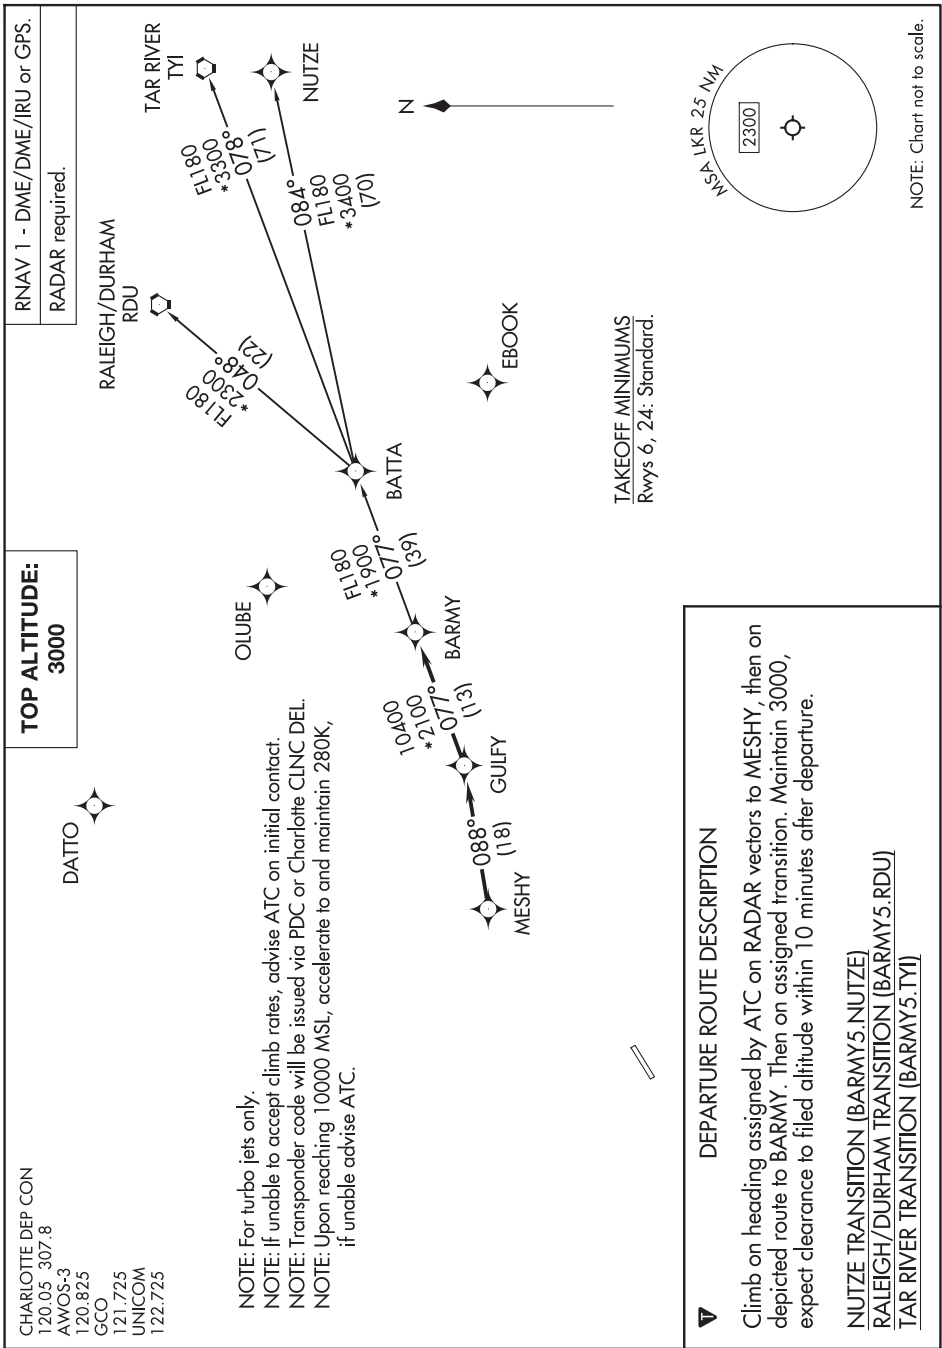 CHARLOTTE DEP CON
120.05 307.8
AWOS-3
120.825
GCO
121.725
UNICOM
122.725
TOP ALTITUDE:
3000
RNAV 1 - DME/DME/IRU or GPS.
RADAR required.
DATTO
OLUBE
RALEIGH/DURHAM
RDU
TAR RIVER
TYI
NUTZE
FL180
*2300
048°
(22)
FL180
*3300
078°
(71)
084°
FL180
*3400
(70)
N
NOTE: For turbo jets only.
NOTE: If unable to accept climb rates, advise ATC on initial contact.
NOTE: Transponder code will be issued via PDC or Charlotte CLNC DEL.
NOTE: Upon reaching 10000 MSL, accelerate to and maintain 280K,
if unable advise ATC.
MESHY
088°
(18)
GULFY
10400
*2100
077°
(13)
BARMY
FL180
*1900
077°
(39)
BATTA
EBOOK
TAKEOFF MINIMUMS
Rwys 6, 24: Standard.
MSA LKR 25 NM
2300
NOTE: Chart not to scale.
T
DEPARTURE ROUTE DESCRIPTION
Climb on heading assigned by ATC on RADAR vectors to MESHY, then on
depicted route to BARMY. Then on assigned transition. Maintain 3000,
expect clearance to filed altitude within 10 minutes after departure.
NUTZE TRANSITION (BARMY5.NUTZE)
RALEIGH/DURHAM TRANSITION (BARMY5.RDU)
TAR RIVER TRANSITION (BARMY5.TYI)